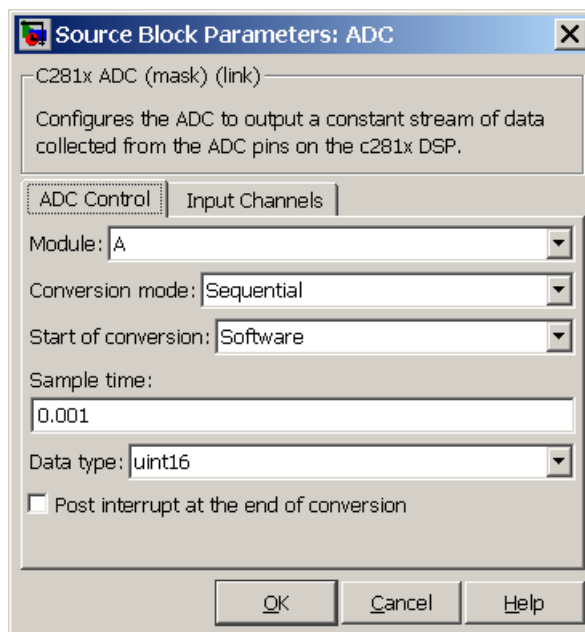 Source Block Parameters: ADC
C281x ADC (mask) (link)
Configures the ADC to output a constant stream of data
collected from the ADC pins on the c281x DSP.
ADC Control Input Channels
Module: A
Conversion mode: Sequential
Start of conversion: Software
Sample time:
0.001
Data type: uint16
Post interrupt at the end of conversion
OK Cancel Help